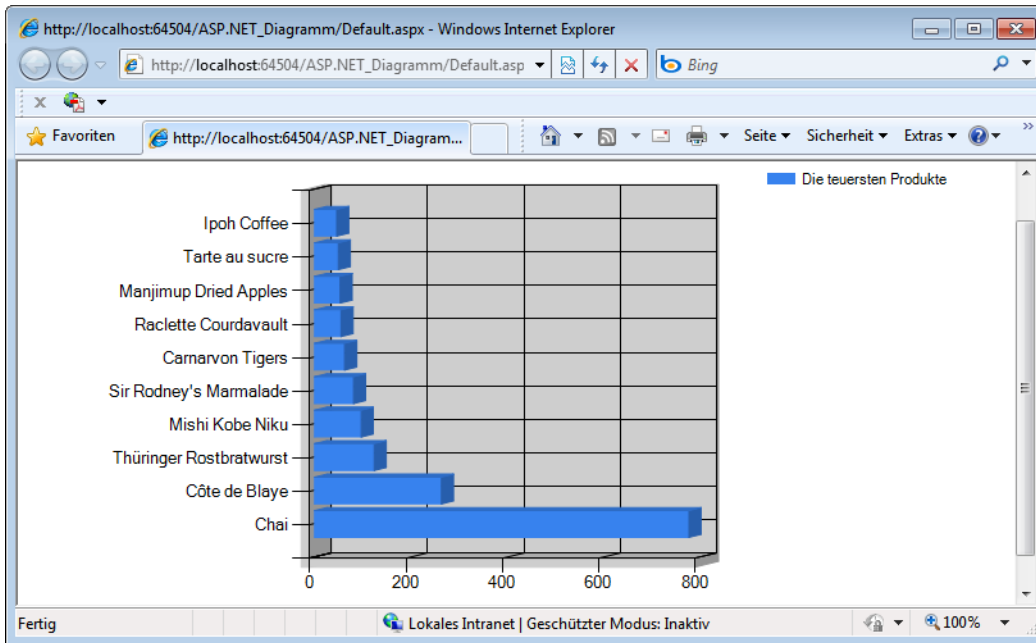 http://localhost:64504/ASP.NET_Diagramm/Default.aspx - Windows Internet Explorer
http://localhost:64504/ASP.NET_Diagramm/Default.asp
Bing
Favoriten
http://localhost:64504/ASP.NET_Diagram...
Seite
Sicherheit
Extras
Die teuersten Produkte
Ipoh Coffee
Tarte au sucre
Manjimup Dried Apples
Raclette Courdavault
Carnarvon Tigers
Sir Rodney's Marmalade
Mishi Kobe Niku
Thüringer Rostbratwurst
Côte de Blaye
Chai
0 200 400 600 800
Fertig
Lokales Intranet | Geschützter Modus: Inaktiv
100%